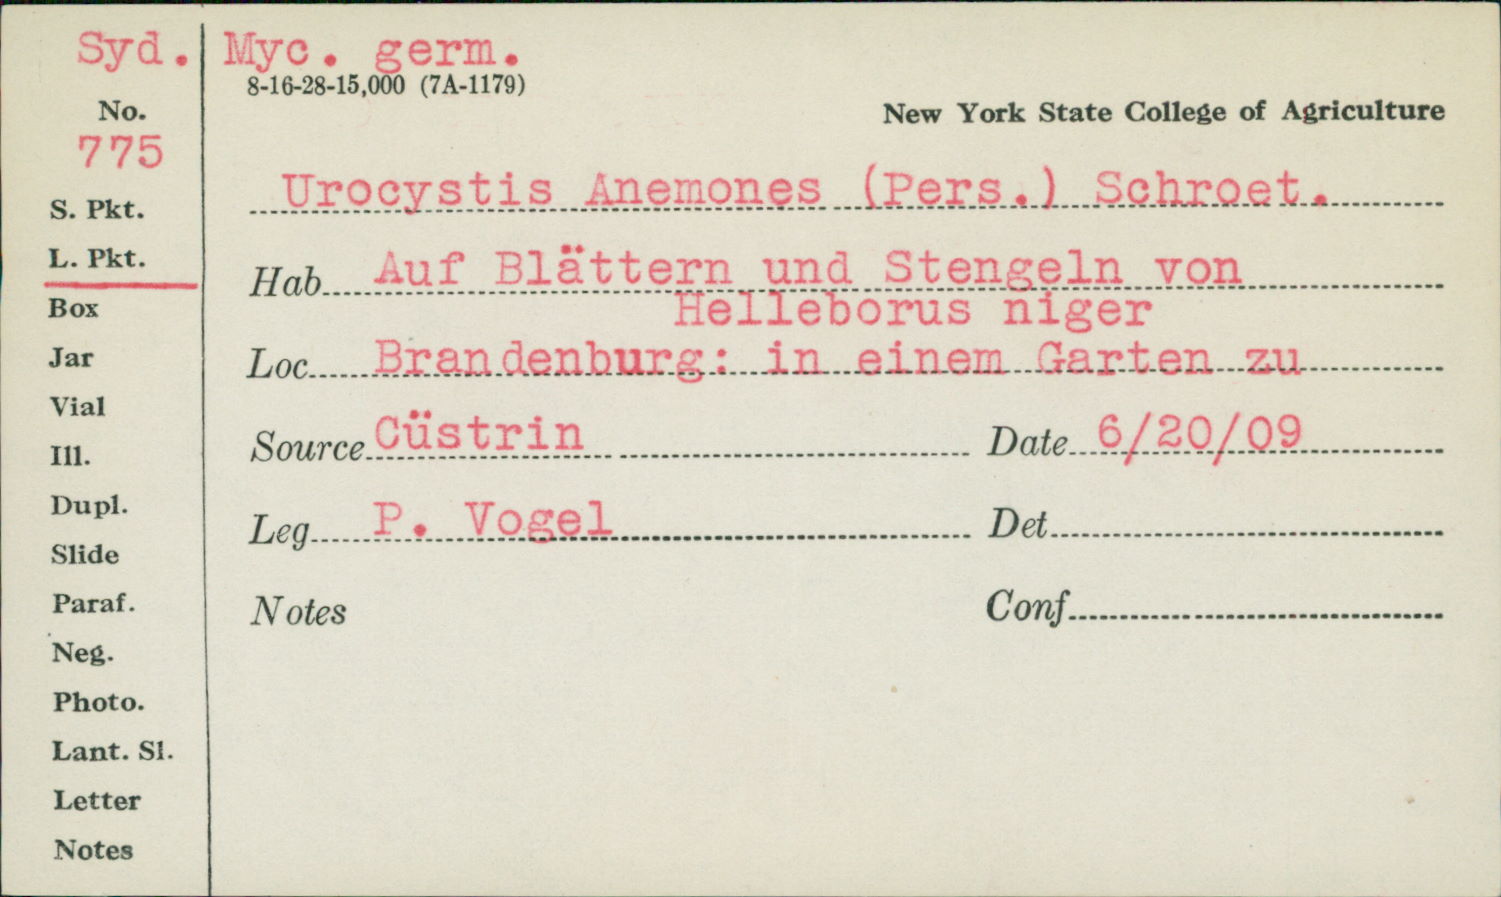 Syd. Myc. germ.
8-16-28-15,000 (7A-1179)
No.
775
New York State College of Agriculture
Urocystis Anemones (Pers.) Schroet.
S. Pkt.
L. Pkt.
Hab Auf Blättern und Stengeln von
Helleborus niger
Box
Jar
Loc Brandenburg: in einem Garten zu
Vial
Source Cüstrin Date 6/20/09
Ill.
Dupl.
Leg P. Vogel Det
Slide
Paraf.
Notes Conf
Neg.
Photo.
Lant. Sl.
Letter
Notes